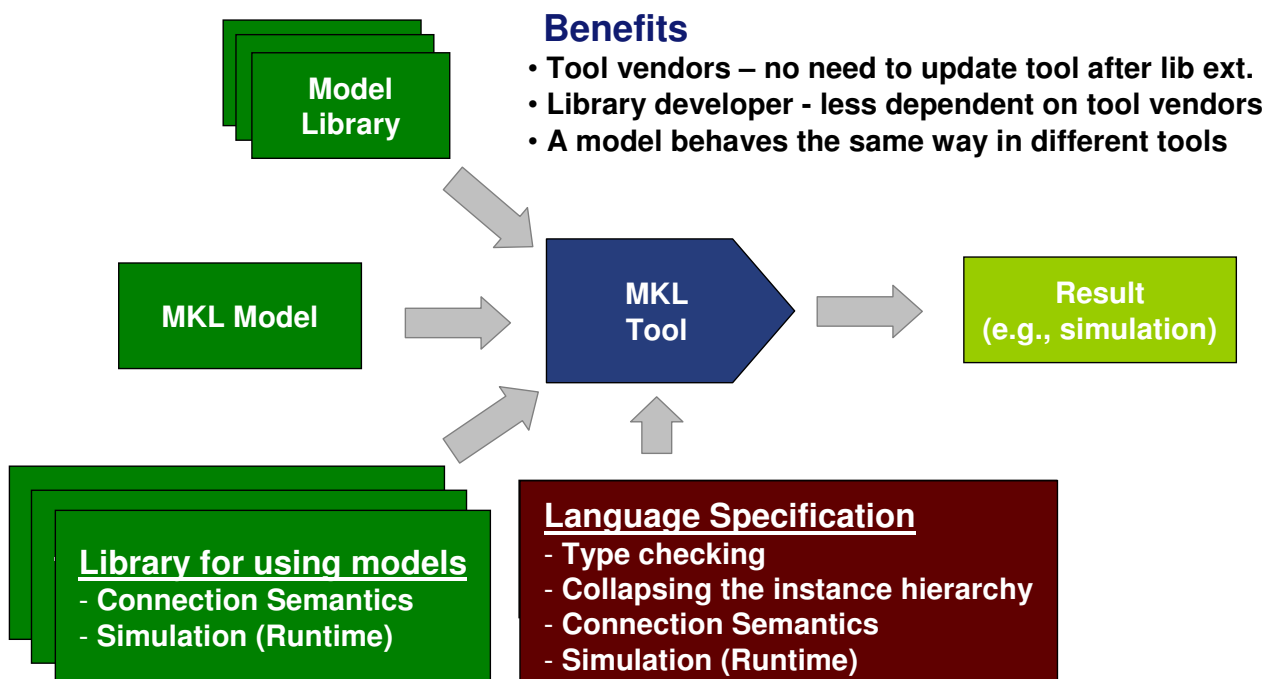 Benefits
• Tool vendors – no need to update tool after lib ext.
• Library developer - less dependent on tool vendors
• A model behaves the same way in different tools
Model
Library
MKL Model
MKL
Tool
Result
(e.g., simulation)
Library for using models
- Connection Semantics
- Simulation (Runtime)
Language Specification
- Type checking
- Collapsing the instance hierarchy
- Connection Semantics
- Simulation (Runtime)